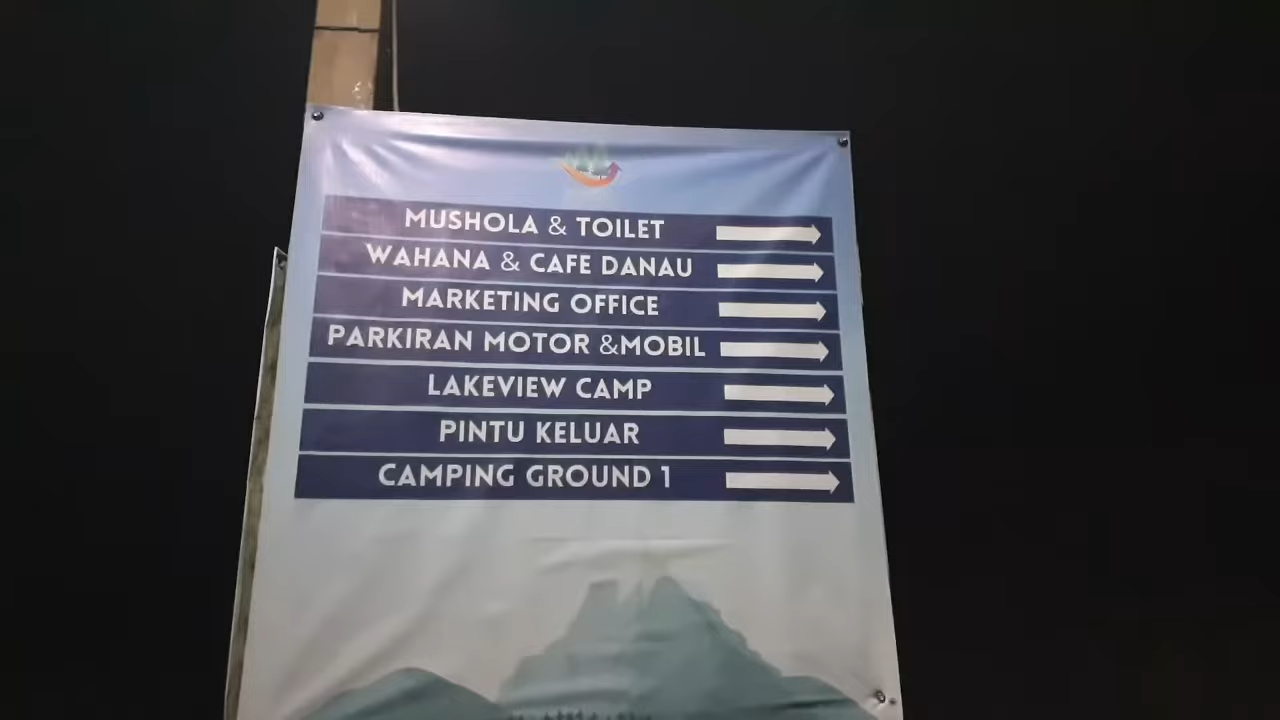 MUSHOLA & TOILET
WAHANA & CAFE DANAU
MARKETING OFFICE
PARKIRAN MOTOR &MOBIL
LAKEVIEW CAMP
PINTU KELUAR
CAMPING GROUND 1